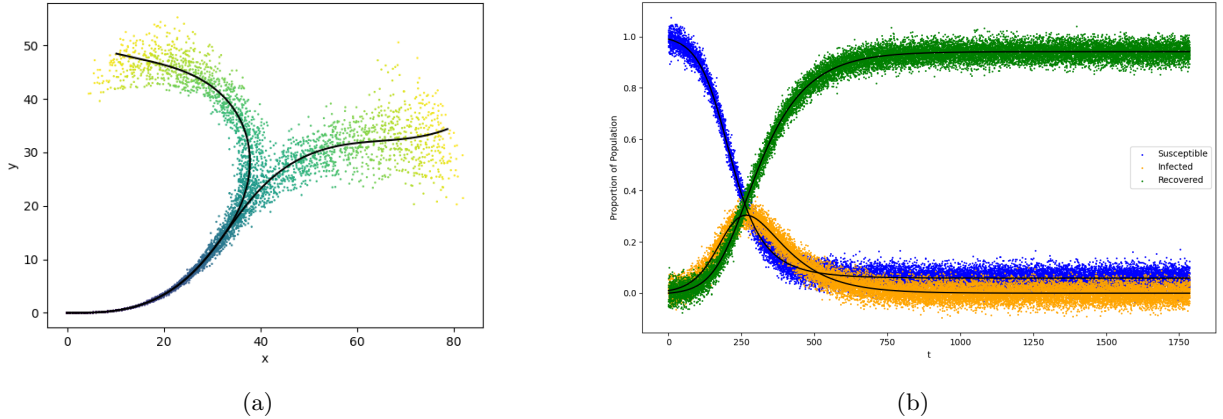 50
40
30
20
10
0
y
0 20 40 60 80
x
(a)
1.0
0.8
0.6
0.4
0.2
0.0
Proportion of Population
Susceptible
Infected
Recovered
0 250 500 750 1000 1250 1500 1750
t
(b)